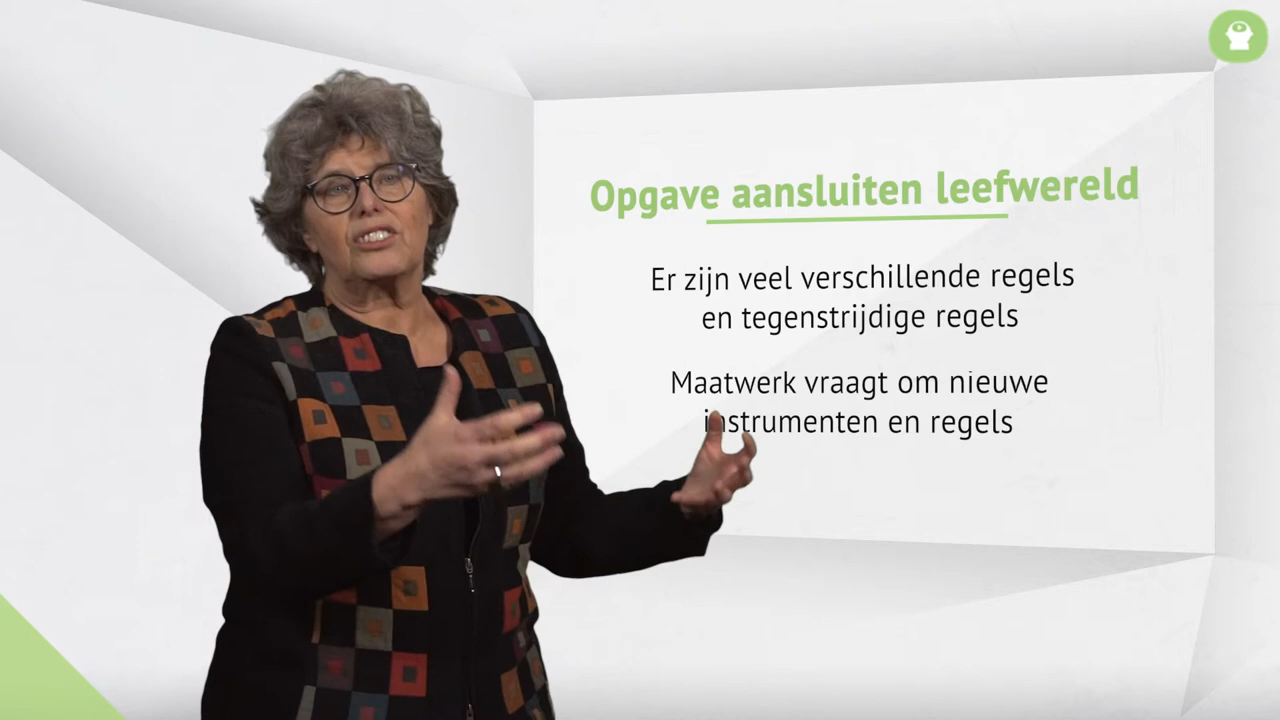 Opgave aansluiten leefwereld
Er zijn veel verschillende regels
en tegenstrijdige regels
Maatwerk vraagt om nieuwe
instrumenten en regels